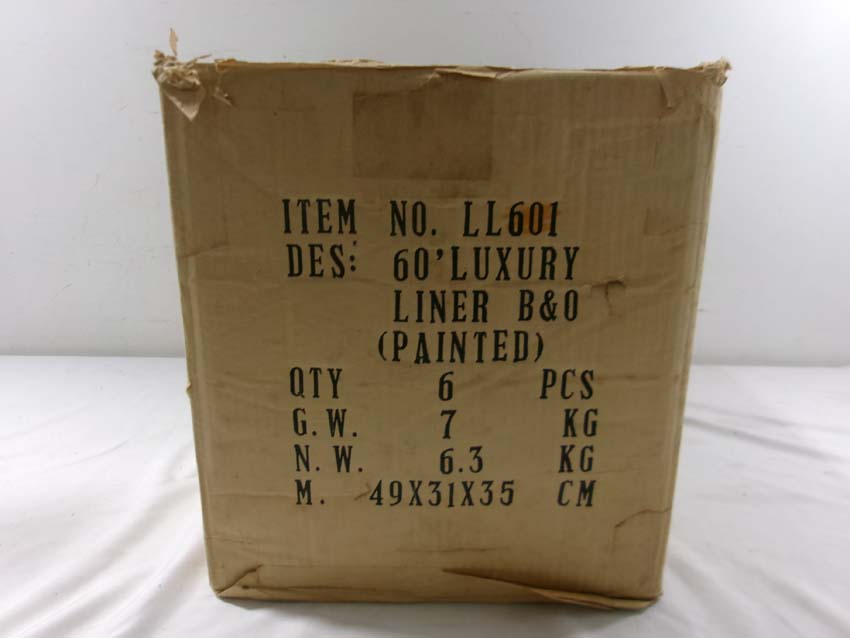 ITEM NO. LL601
DES: 60'LUXURY
LINER B&O
(PAINTED)
QTY 6 PCS
G.W. 7 KG
N.W. 6.3 KG
M. 49X31X35 CM